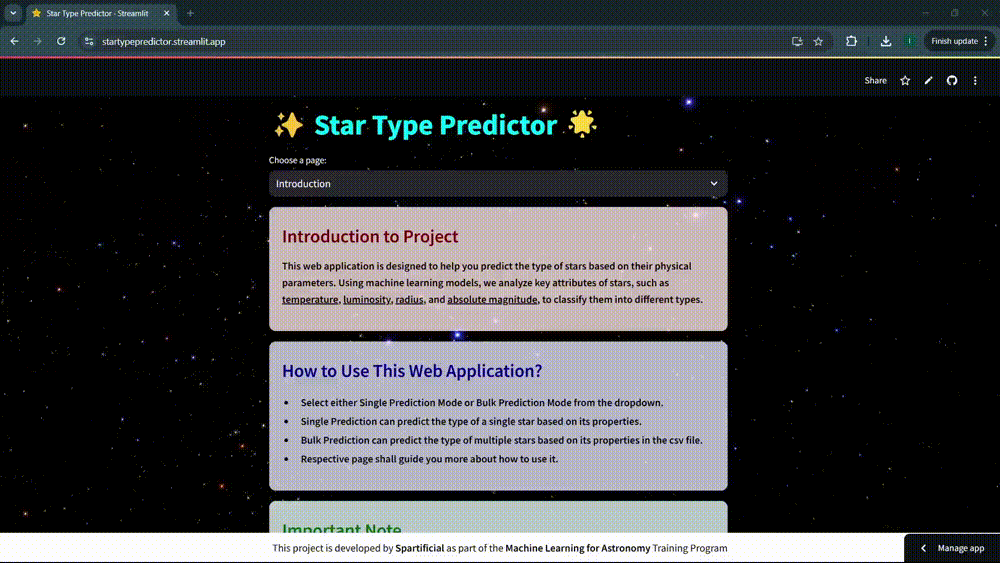 Star Type Predictor · Streamlit
startypepredictor.streamlit.app
Finish update
Share
Star Type Predictor
Choose a page:
Introduction
Introduction to Project
This web application is designed to help you predict the type of stars based on their physical
parameters. Using machine learning models, we analyze key attributes of stars, such as
temperature, luminosity, radius, and absolute magnitude, to classify them into different types.
How to Use This Web Application?
• Select either Single Prediction Mode or Bulk Prediction Mode from the dropdown.
• Single Prediction can predict the type of a single star based on its properties.
• Bulk Prediction can predict the type of multiple stars based on its properties in the csv file.
• Respective page shall guide you more about how to use it.
Important Note
This project is developed by Spartificial as part of the Machine Learning for Astronomy Training Program
Manage app